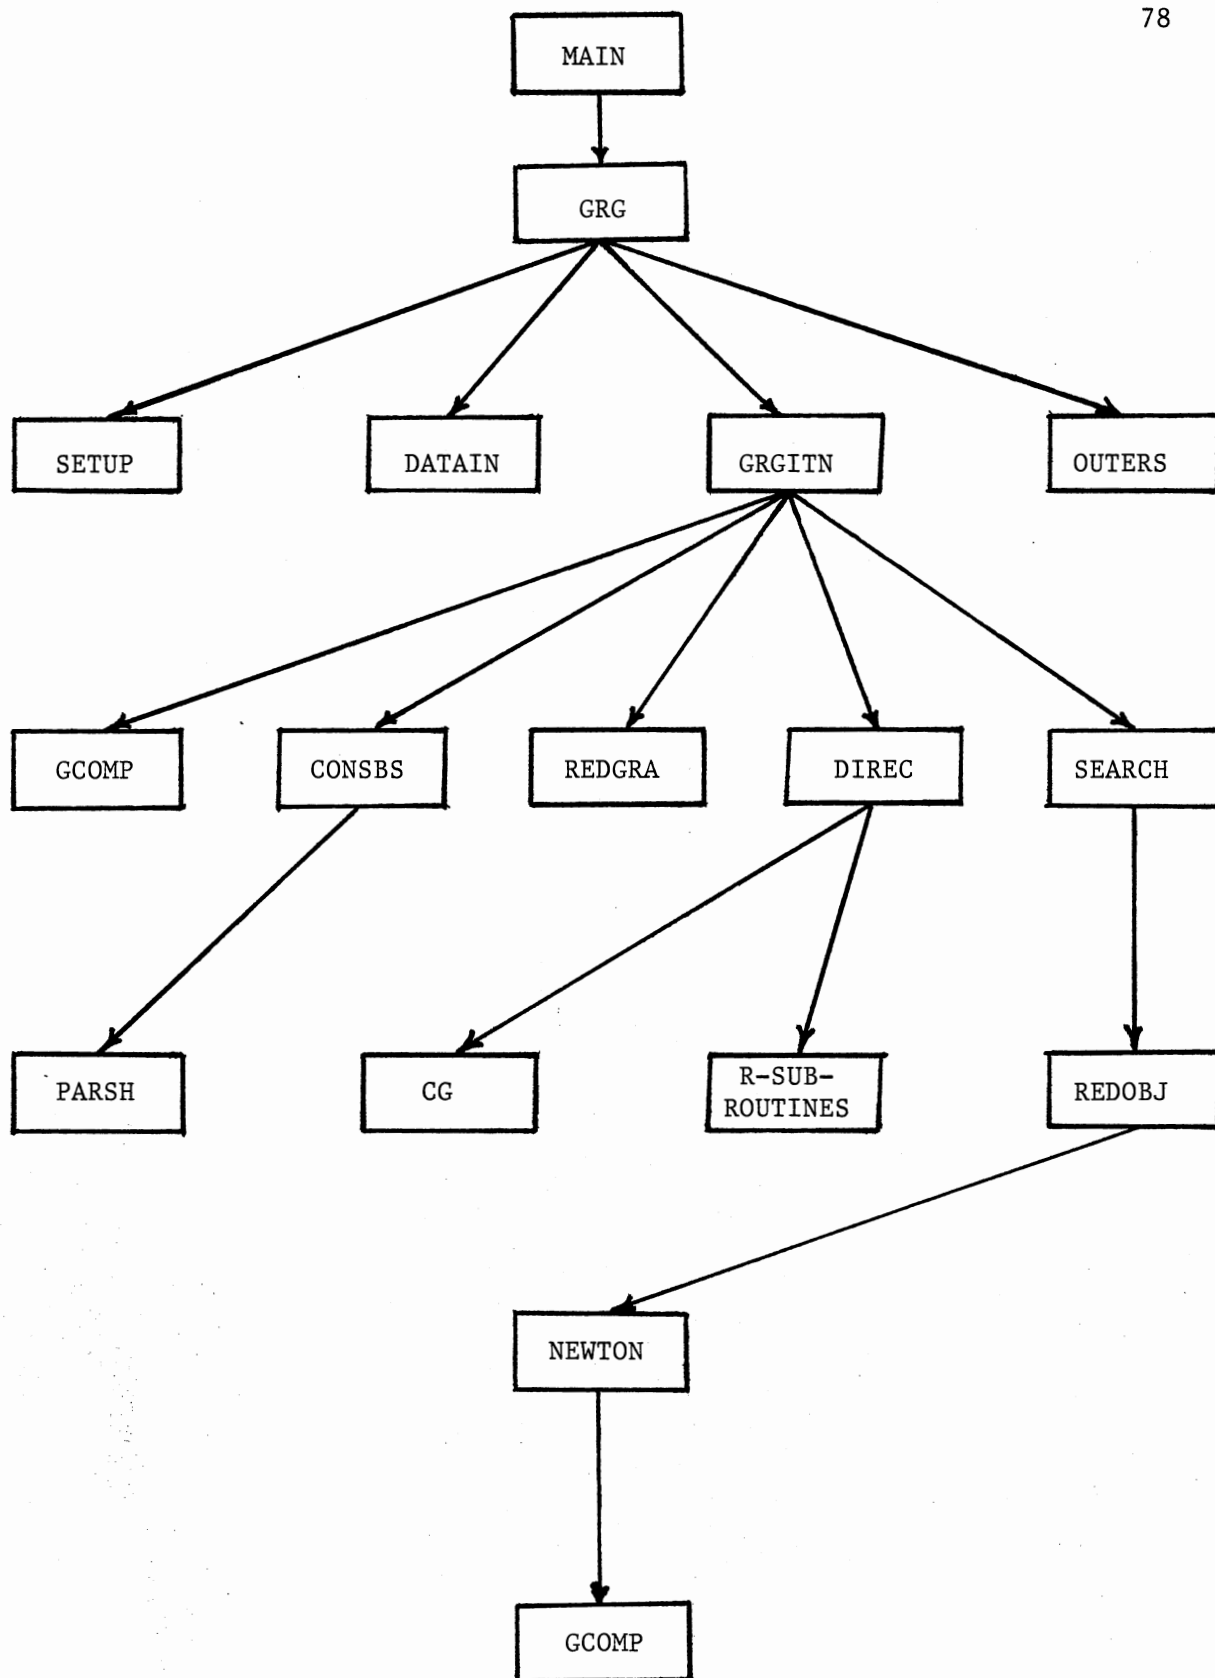 78
MAIN
GRG
SETUP
DATAIN
GRGITN
OUTERS
GCOMP
CONSBS
REDGRA
DIREC
SEARCH
PARSH
CG
R-SUB-
ROUTINES
REDOBJ
NEWTON
GCOMP